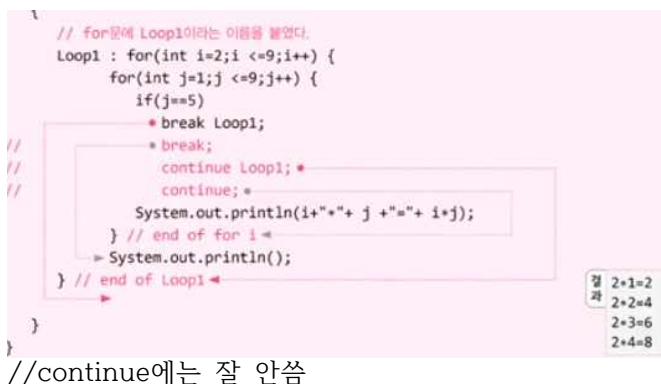 {
// for문에 Loop1이라는 이름을 붙였다.
Loop1 : for(int i=2;i <=9;i++) {
for(int j=1;j <=9;j++) {
if(j==5)
break Loop1;
// break;
// continue Loop1;
// continue;
System.out.println(i+"*"+ j +"="+ i*j);
} // end of for i
System.out.println();
} // end of Loop1
}
}
결과
2*1=2
2*2=4
2*3=6
2*4=8
//continue에는 잘 안씀